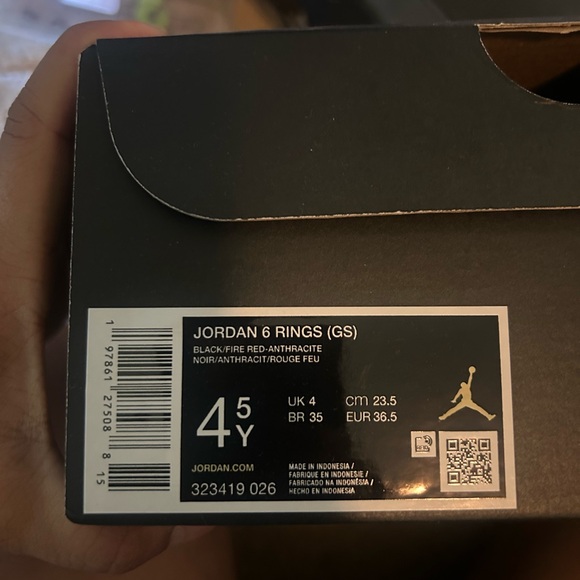 JORDAN 6 RINGS (GS)
BLACK/FIRE RED-ANTHRACITE
NOIR/ANTHRACIT/ROUGE FEU
4 5Y
UK 4 cm 23.5
BR 35 EUR 36.5
JORDAN.COM
323419 026
MADE IN INDONESIA /
FABRIQUE EN INDONESIE /
FABRICADO NA INDONÉSIA /
HECHO EN INDONESIA
1 97861 27508 8 15